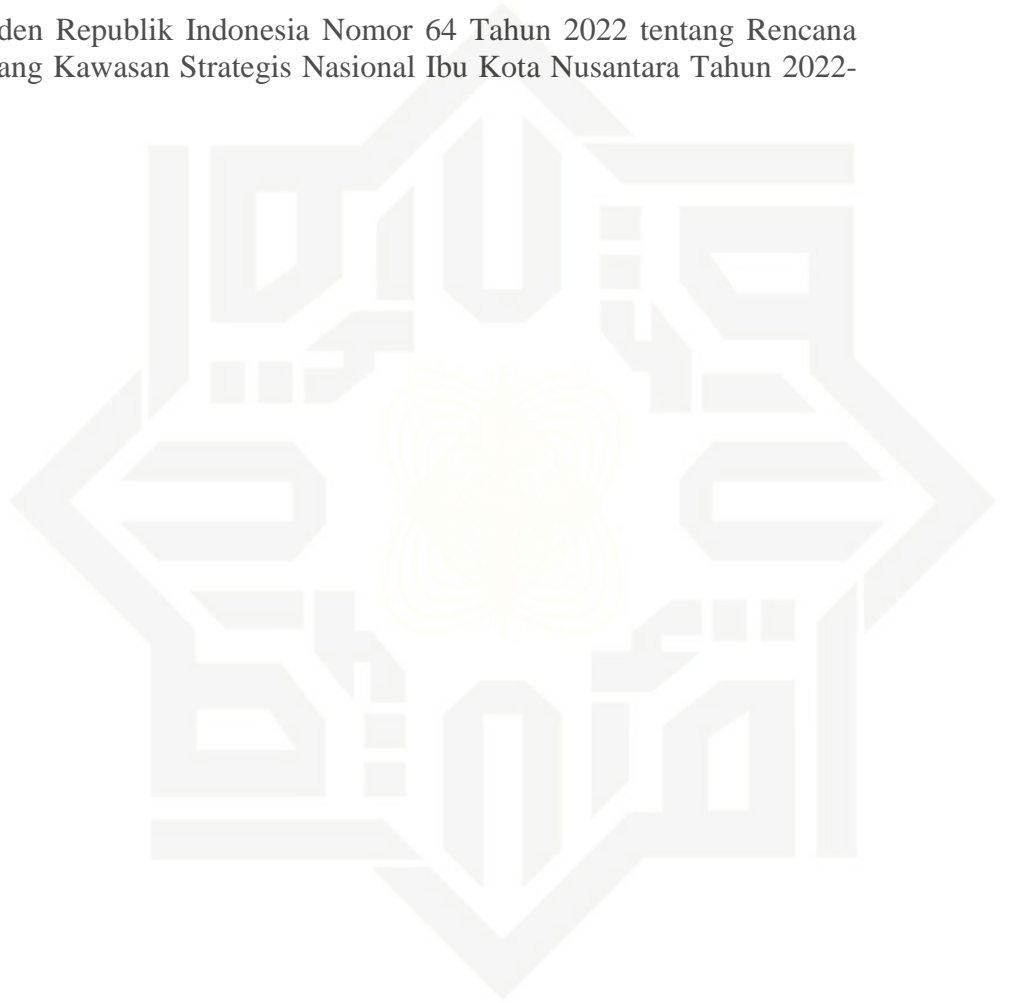 den Republik Indonesia Nomor 64 Tahun 2022 tentang Rencana
ang Kawasan Strategis Nasional Ibu Kota Nusantara Tahun 2022-